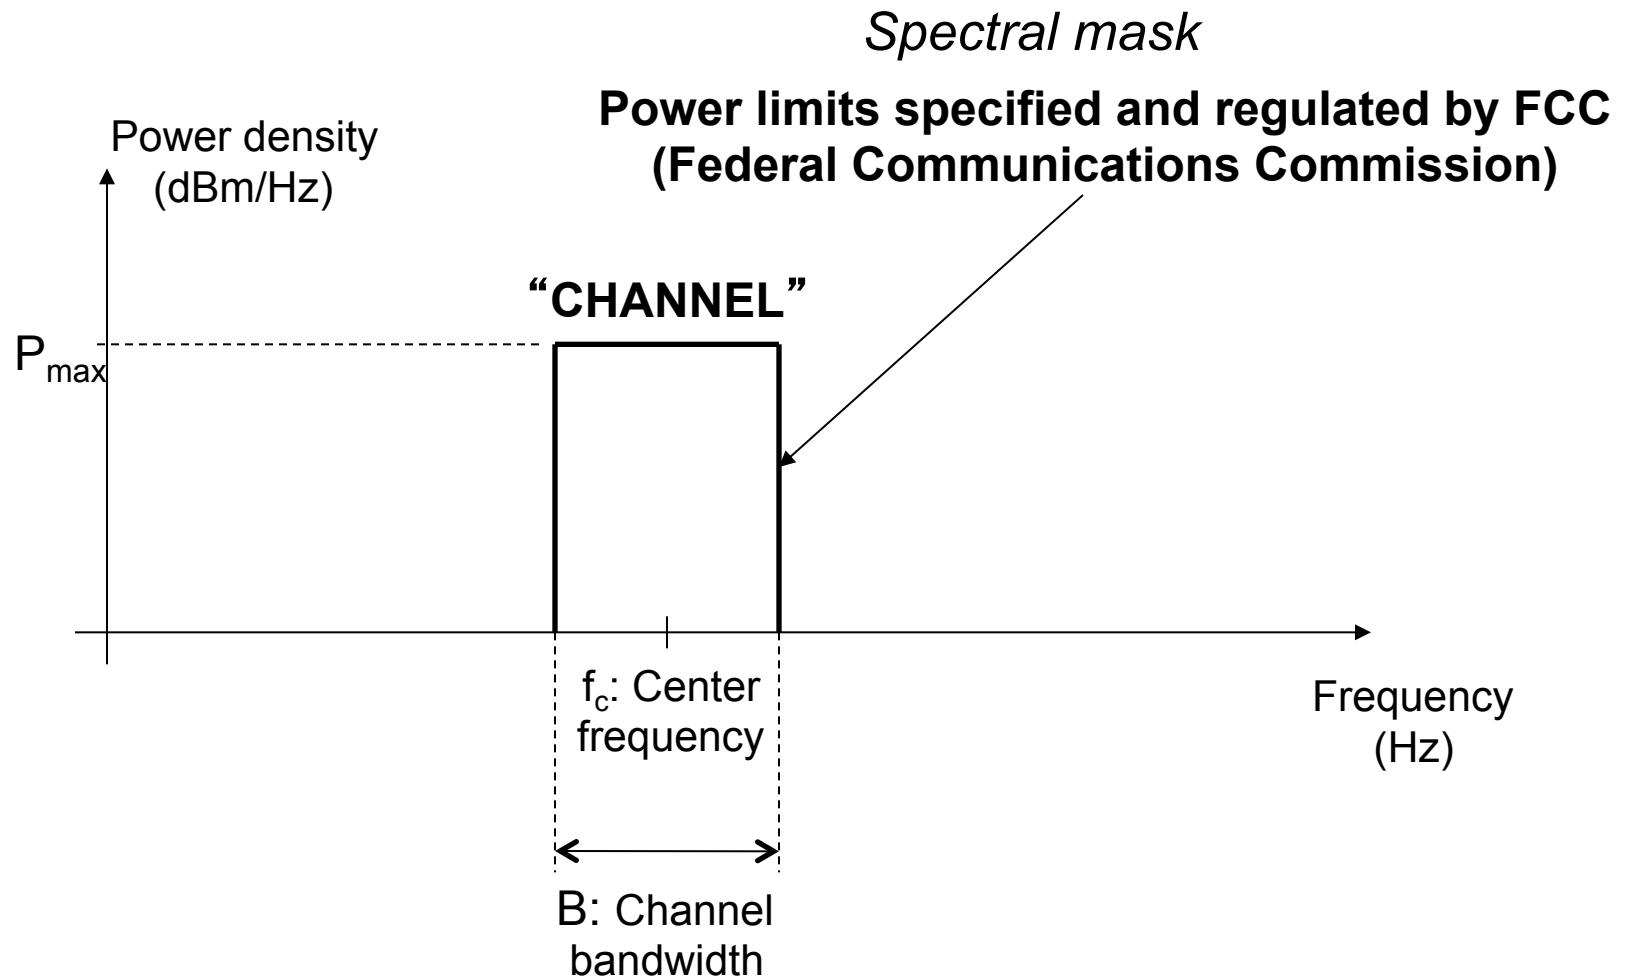 Spectral mask
Power limits specified and regulated by FCC
(Federal Communications Commission)
Power density
(dBm/Hz)
“CHANNEL”
Pmax
fc: Center
frequency
Frequency
(Hz)
B: Channel
bandwidth